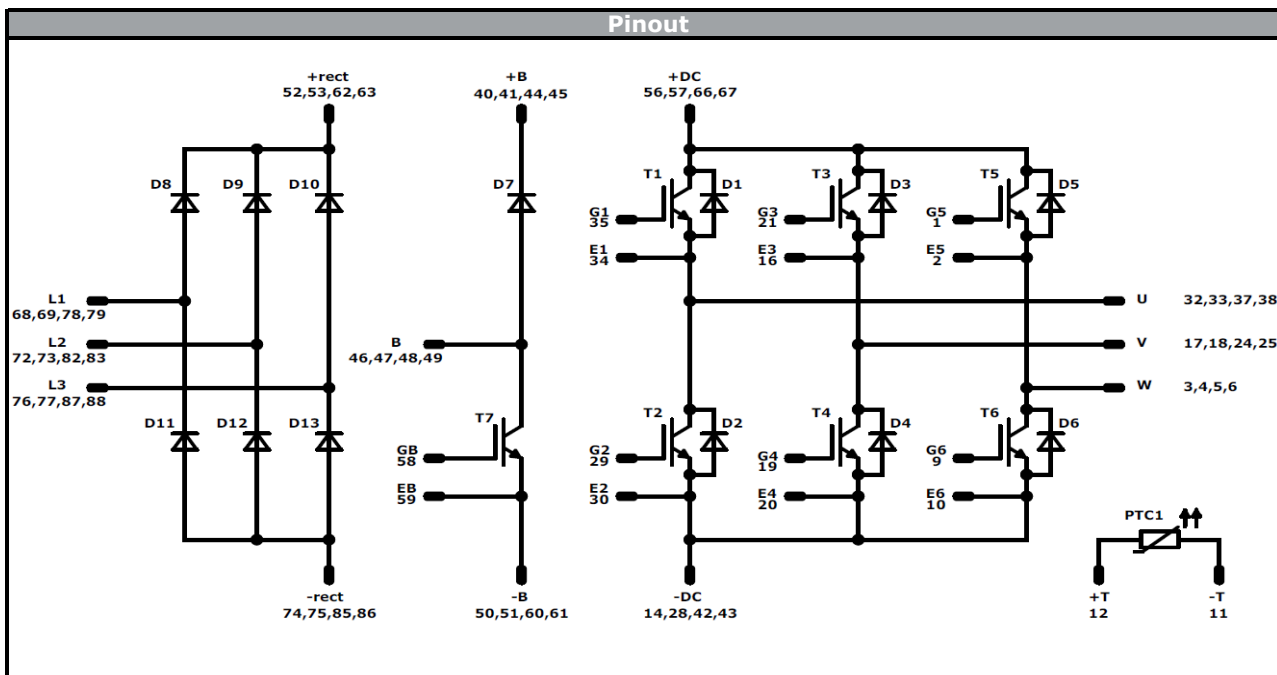 Pinout
+rect
52,53,62,63
+B
40,41,44,45
+DC
56,57,66,67
D8
D9
D10
D7
T1
D1
T3
D3
T5
D5
G1
35
G3
21
G5
1
E1
34
E3
16
E5
2
L1
68,69,78,79
U
32,33,37,38
L2
72,73,82,83
B
46,47,48,49
V
17,18,24,25
L3
76,77,87,88
W
3,4,5,6
D11
D12
D13
T7
T2
D2
T4
D4
T6
D6
GB
58
G2
29
G4
19
G6
9
EB
59
E2
30
E4
20
E6
10
PTC1
-rect
74,75,85,86
-B
50,51,60,61
-DC
14,28,42,43
+T
12
-T
11